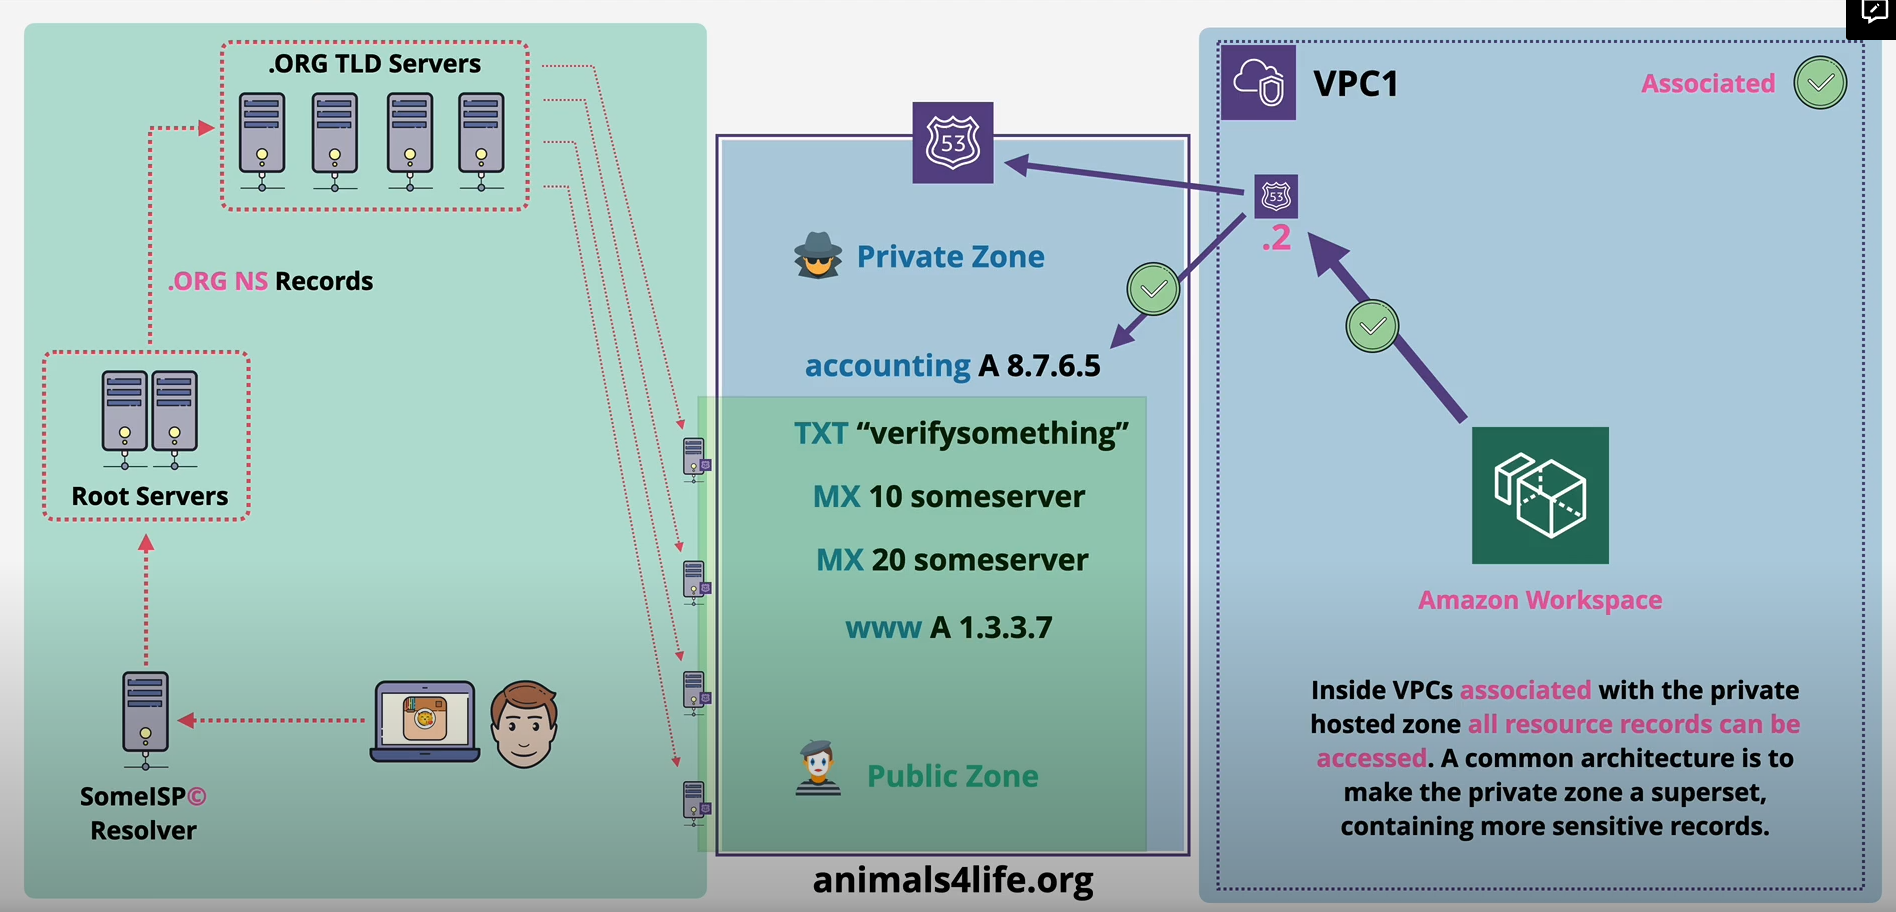 .ORG TLD Servers
.ORG NS Records
Root Servers
SomeISP©
Resolver
53
Private Zone
accounting A 8.7.6.5
TXT “verifysomething”
MX 10 someserver
MX 20 someserver
www A 1.3.3.7
Public Zone
animals4life.org
VPC1
Associated
53
.2
Amazon Workspace
Inside VPCs associated with the private
hosted zone all resource records can be
accessed. A common architecture is to
make the private zone a superset,
containing more sensitive records.